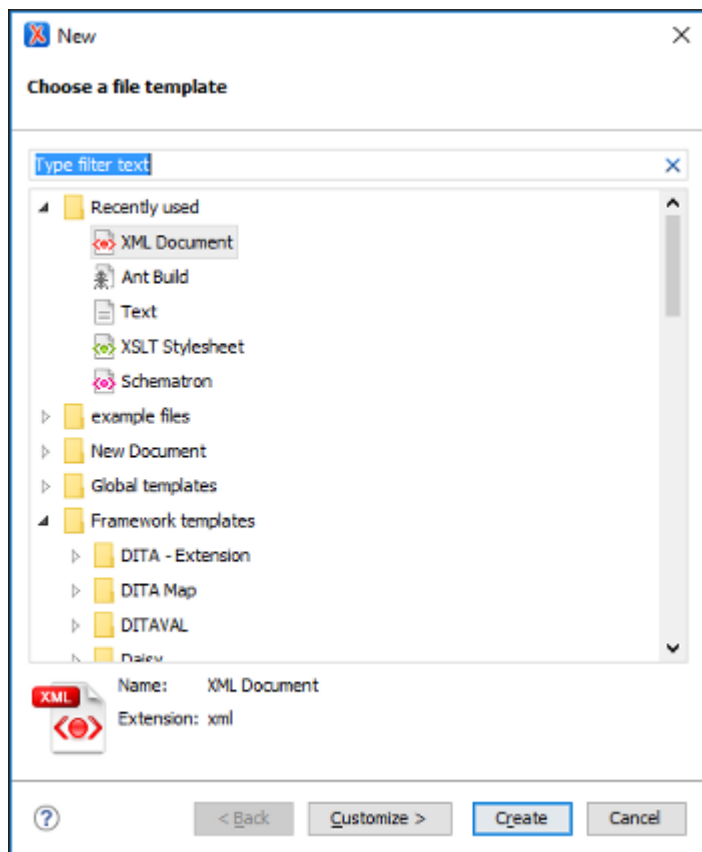 New
Choose a file template
Type filter text
Recently used
XML Document
Ant Build
Text
XSLT Stylesheet
Schematron
example files
New Document
Global templates
Framework templates
DITA - Extension
DITA Map
DITAVAL
Daisy
XML
Name: XML Document
Extension: xml
?
< Back Customize > Create Cancel